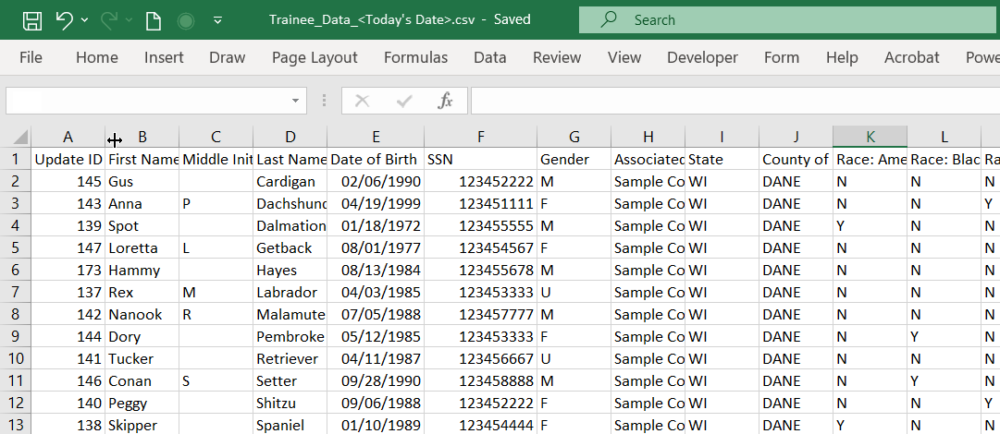 Trainee_Data_<Today's Date>.csv - Saved Search
File Home Insert Draw Page Layout Formulas Data Review View Developer Form Help Acrobat Powe
fx
A B C D E F G H I J K L
1 Update ID First Name Middle Init Last Name Date of Birth SSN Gender Associated State County of Race: Ame Race: Blac Ra
2 145 Gus Cardigan 02/06/1990 123452222 M Sample Co WI DANE N N N
3 143 Anna P Dachshund 04/19/1999 123451111 F Sample Co WI DANE N N Y
4 139 Spot Dalmation 01/18/1972 123455555 M Sample Co WI DANE Y N N
5 147 Loretta L Getback 08/01/1977 123454567 F Sample Co WI DANE N N N
6 173 Hammy Hayes 08/13/1984 123455678 M Sample Co WI DANE N N N
7 137 Rex M Labrador 04/03/1985 123453333 U Sample Co WI DANE N N N
8 142 Nanook R Malamute 07/05/1988 123457777 M Sample Co WI DANE N N N
9 144 Dory Pembroke 05/12/1985 123453333 F Sample Co WI DANE N Y N
10 141 Tucker Retriever 04/11/1987 123456667 U Sample Co WI DANE N N N
11 146 Conan S Setter 09/28/1990 123458888 M Sample Co WI DANE N Y N
12 140 Peggy Shitzu 09/06/1988 123452222 F Sample Co WI DANE N N Y
13 138 Skipper Spaniel 01/10/1989 123454444 F Sample Co WI DANE Y N N